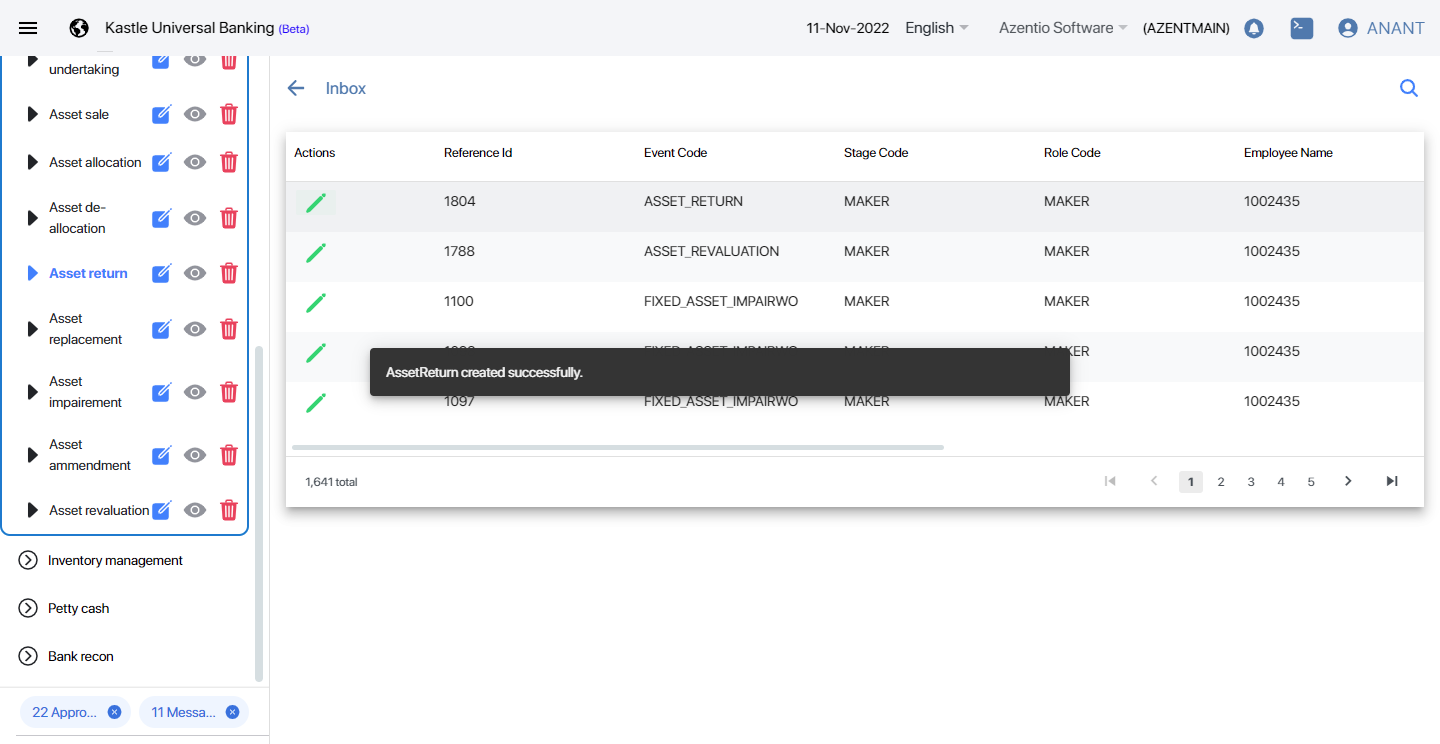 Kastle Universal Banking (Beta)
11-Nov-2022
English
Azentio Software
(AZENTMAIN)
ANANT
undertaking
Asset sale
Asset allocation
Asset de-
allocation
Asset return
Asset
replacement
Asset
impairement
Asset
ammendment
Asset revaluation
Inventory management
Petty cash
Bank recon
22 Appro...
11 Messa...
Inbox
Actions Reference Id Event Code Stage Code Role Code Employee Name
1804 ASSET_RETURN MAKER MAKER 1002435
1788 ASSET_REVALUATION MAKER MAKER 1002435
1100 FIXED_ASSET_IMPAIRWO MAKER MAKER 1002435
1002435
AssetReturn created successfully.
1097 FIXED_ASSET_IMPAIRWO MAKER MAKER 1002435
1,641 total
1 2 3 4 5